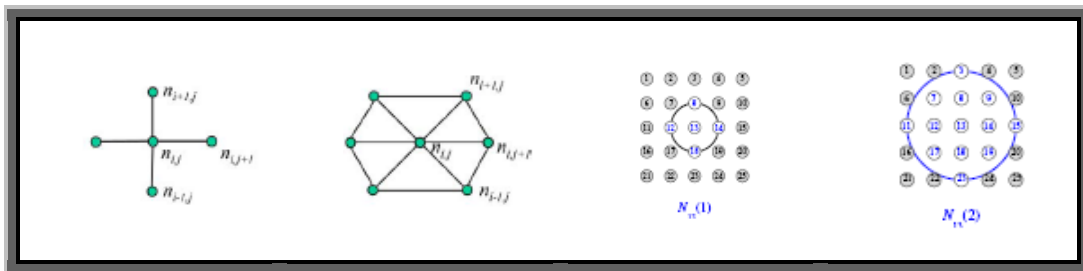 n_{i+1,j}
n_{i,j}
n_{i,j+1}
n_{i-1,j}
n_{i+1,j}
n_{i,j}
n_{i,j+1}
n_{i-1,j}
1 2 3 4 5
6 7 8 9 10
11 12 13 14 15
16 17 18 19 20
21 22 23 24 25
(1)
1 2 3 4 5
6 7 8 9 10
11 12 13 14 15
16 17 18 19 20
21 22 23 24 25
(2)